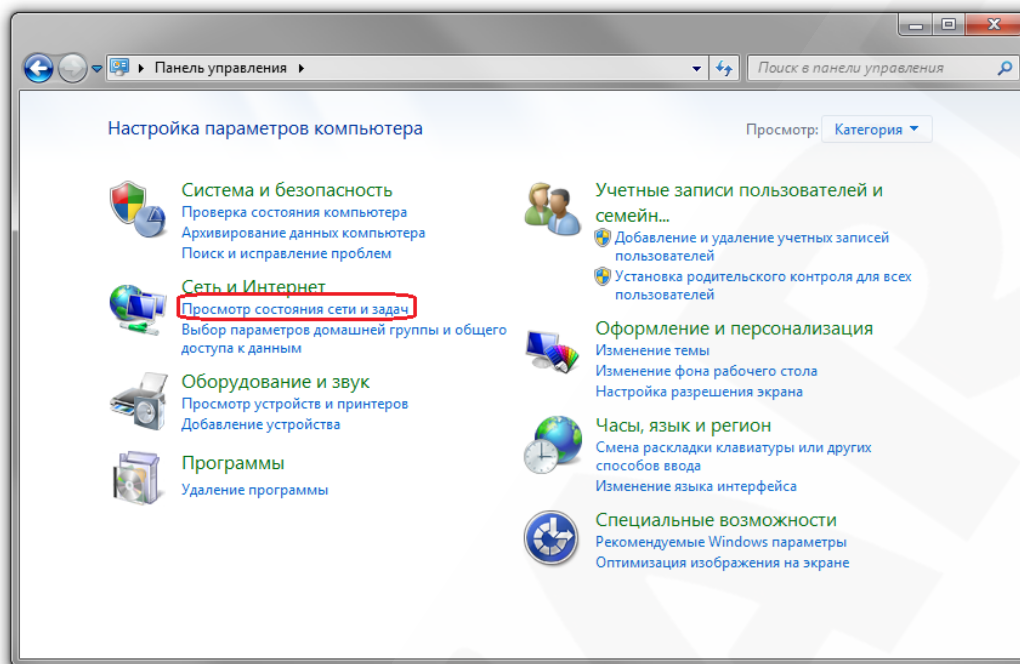 Панель управления
Поиск в панели управления
Настройка параметров компьютера
Просмотр: Категория
Система и безопасность
Проверка состояния компьютера
Архивирование данных компьютера
Поиск и исправление проблем
Сеть и Интернет
Просмотр состояния сети и задач
Выбор параметров домашней группы и общего
доступа к данным
Оборудование и звук
Просмотр устройств и принтеров
Добавление устройства
Программы
Удаление программы
Учетные записи пользователей и
семейн...
Добавление и удаление учетных записей
пользователей
Установка родительского контроля для всех
пользователей
Оформление и персонализация
Изменение темы
Изменение фона рабочего стола
Настройка разрешения экрана
Часы, язык и регион
Смена раскладки клавиатуры или других
способов ввода
Изменение языка интерфейса
Специальные возможности
Рекомендуемые Windows параметры
Оптимизация изображения на экране